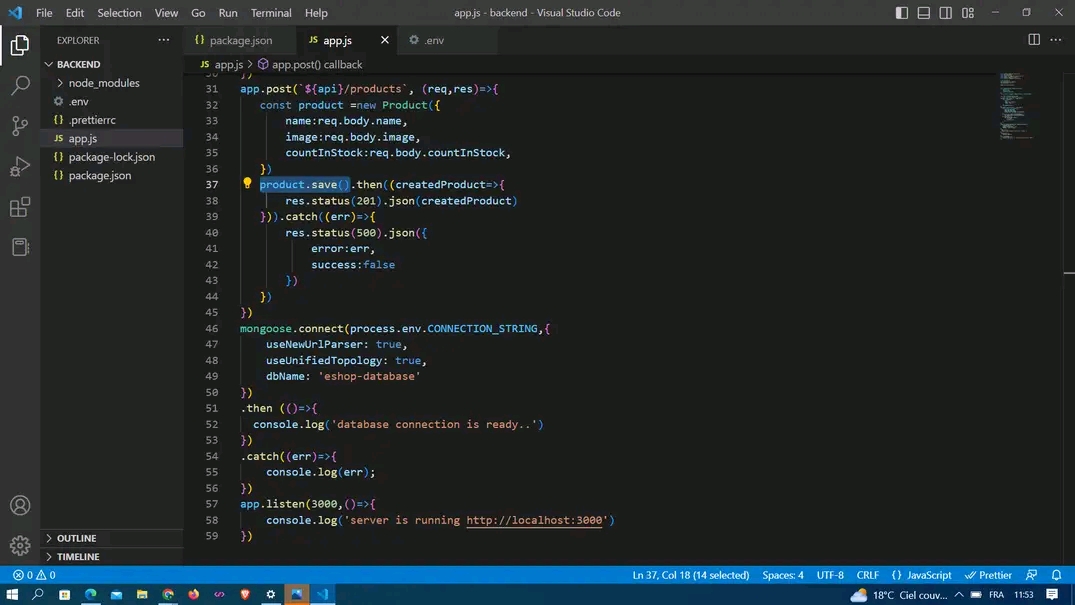 File Edit Selection View Go Run Terminal Help
app.js - backend - Visual Studio Code
EXPLORER
BACKEND
node_modules
.env
.prettierrc
JS app.js
package-lock.json
package.json
OUTLINE
TIMELINE
{} package.json JS app.js .env
JS app.js > app.post() callback
31 app.post(`${api}/products`, (req,res)=>{
32 const product =new Product({
33 name:req.body.name,
34 image:req.body.image,
35 countInStock:req.body.countInStock,
36 })
37 product.save().then((createdProduct=>{
38 res.status(201).json(createdProduct)
39 })).catch((err)=>{
40 res.status(500).json({
41 error:err,
42 success:false
43 })
44 })
45 })
46 mongoose.connect(process.env.CONNECTION_STRING,{
47 useNewUrlParser: true,
48 useUnifiedTopology: true,
49 dbName: 'eshop-database'
50 })
51 .then (()=>{
52 console.log('database connection is ready..')
53 })
54 .catch((err)=>{
55 console.log(err);
56 })
57 app.listen(3000,()=>{
58 console.log('server is running http://localhost:3000')
59 })
0 0 Ln 37, Col 18 (14 selected) Spaces: 4 UTF-8 CRLF {} JavaScript Prettier
18°C Ciel couv... FRA 11:53